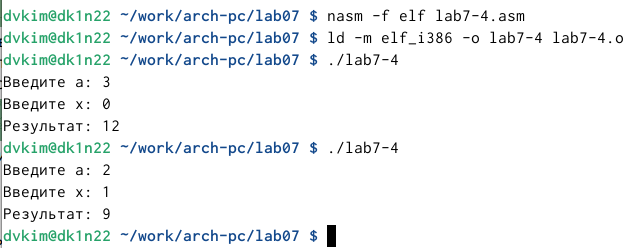 dvkim@dk1n22 ~/work/arch-pc/lab07 $ nasm -f elf lab7-4.asm
dvkim@dk1n22 ~/work/arch-pc/lab07 $ ld -m elf_i386 -o lab7-4 lab7-4.o
dvkim@dk1n22 ~/work/arch-pc/lab07 $ ./lab7-4
Введите а: 3
Введите х: 0
Результат: 12
dvkim@dk1n22 ~/work/arch-pc/lab07 $ ./lab7-4
Введите а: 2
Введите х: 1
Результат: 9
dvkim@dk1n22 ~/work/arch-pc/lab07 $